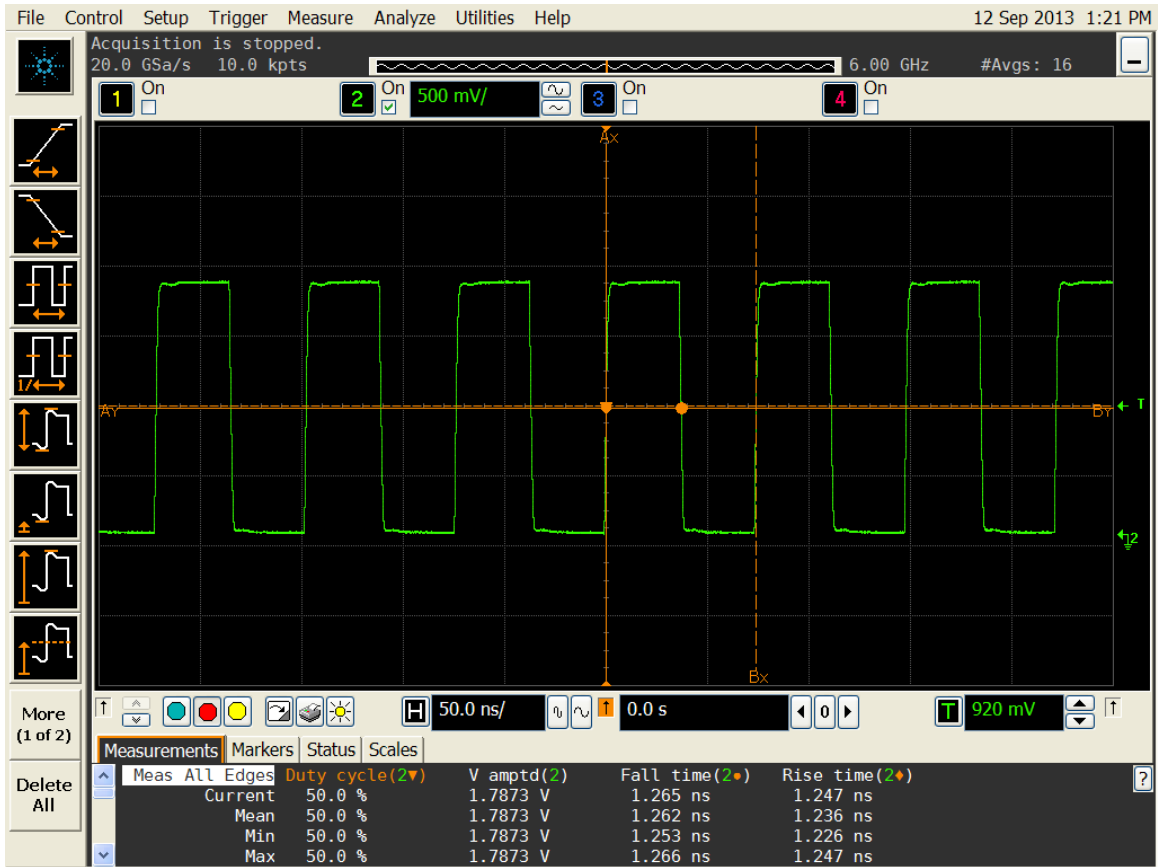 File Control Setup Trigger Measure Analyze Utilities Help 12 Sep 2013 1:21 PM
Acquisition is stopped.
20.0 GSa/s 10.0 kpts 6.00 GHz #Avgs: 16
1 On 2 On 500 mV/ 3 On 4 On
Ax
AY BY T
1/
2
Bx
More
(1 of 2)
H 50.0 ns/ 0.0 s 0 T 920 mV
Measurements Markers Status Scales
Delete
All
Meas All Edges Duty cycle(2▼) V amptd(2) Fall time(2●) Rise time(2♦) ?
Current 50.0 % 1.7873 V 1.265 ns 1.247 ns
Mean 50.0 % 1.7873 V 1.262 ns 1.236 ns
Min 50.0 % 1.7873 V 1.253 ns 1.226 ns
Max 50.0 % 1.7873 V 1.266 ns 1.247 ns